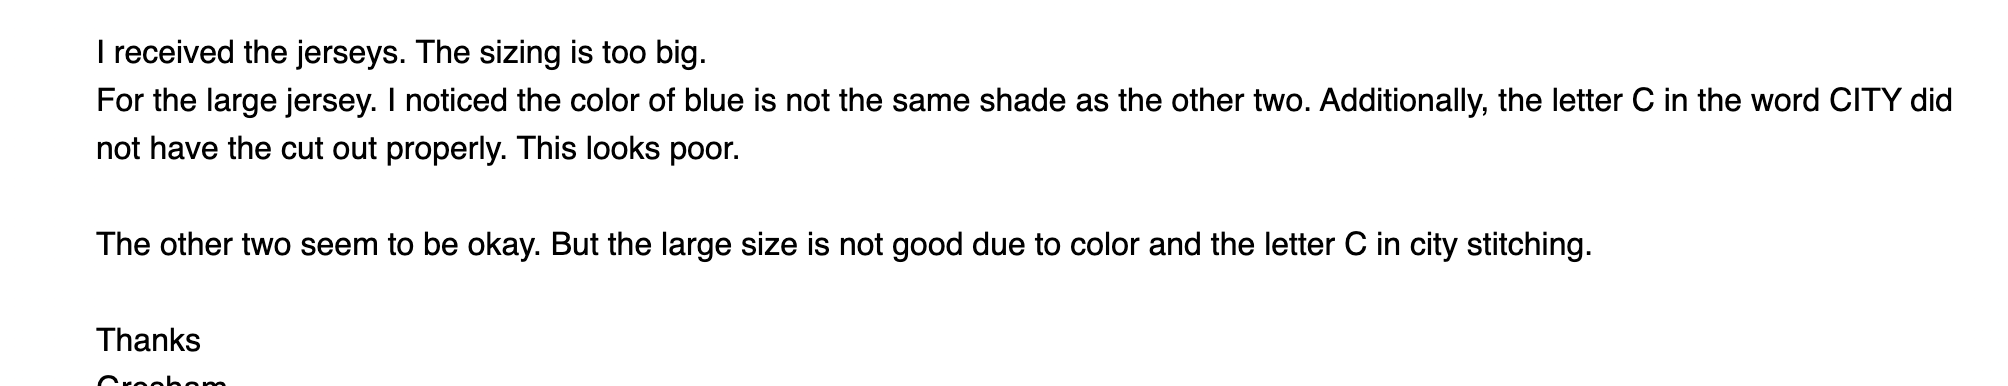 I received the jerseys. The sizing is too big.
For the large jersey. I noticed the color of blue is not the same shade as the other two. Additionally, the letter C in the word CITY did
not have the cut out properly. This looks poor.
The other two seem to be okay. But the large size is not good due to color and the letter C in city stitching.
Thanks
Gresham